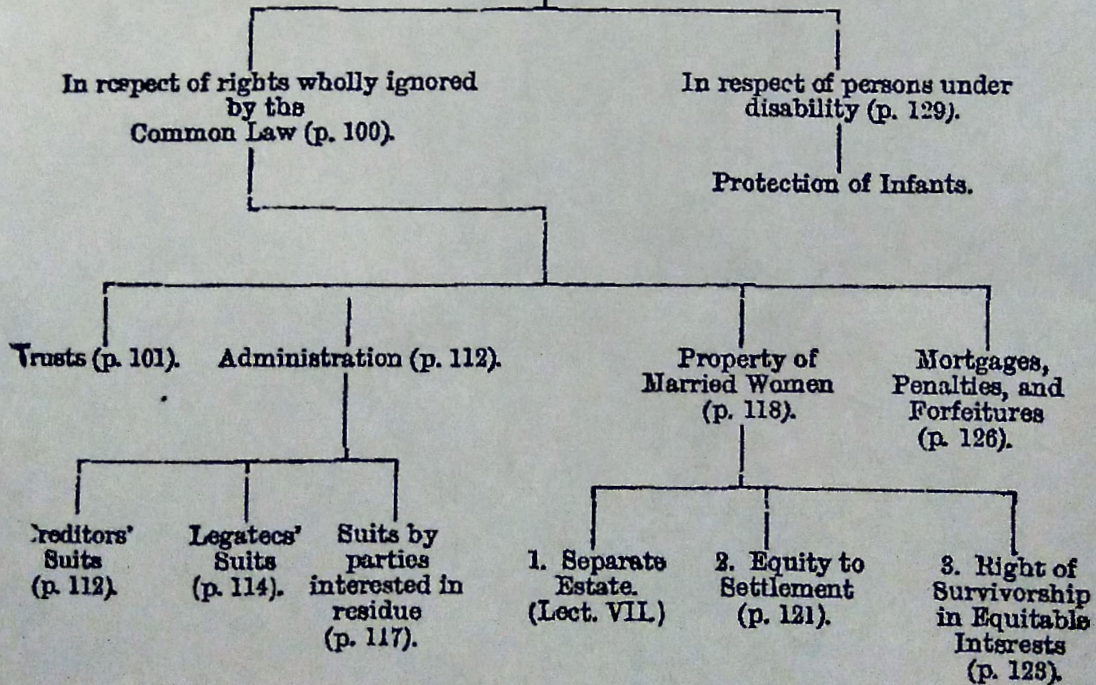 In respect of rights wholly ignored
by the
Common Law (p. 100).
In respect of persons under
disability (p. 129).
Protection of Infants.
Trusts (p. 101).
Administration (p. 112).
Property of
Married Women
(p. 118).
Mortgages,
Penalties, and
Forfeitures
(p. 126).
Creditors'
Suits
(p. 112).
Legatees'
Suits
(p. 114).
Suits by
parties
interested in
residue
(p. 117).
1. Separate
Estate.
(Lect. VII.)
2. Equity to
Settlement
(p. 121).
3. Right of
Survivorship
in Equitable
Interests
(p. 123).